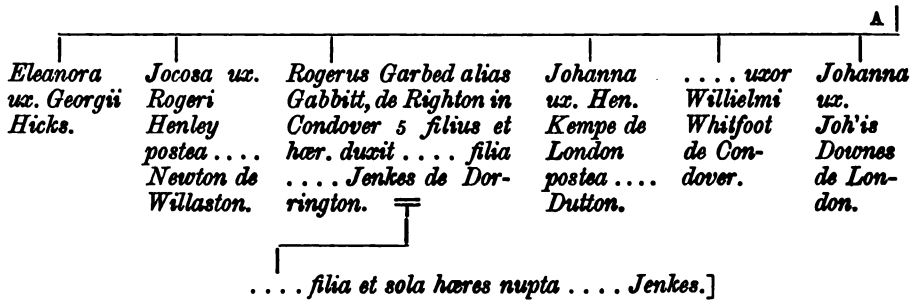 A
Eleanora
ux. Georgii
Hicks.
Jocosa ux.
Rogeri
Henley
postea ....
Newton de
Willaston.
Rogerus Garbed alias
Gabbitt, de Righton in
Condover 5 filius et
hær. duxit .... filia
.... Jenkes de Dor-
rington.
Johanna
ux. Hen.
Kempe de
London
postea ....
Dutton.
.... uxor
Willielmi
Whitfoot
de Con-
dover.
Johanna
ux.
Joh'is
Downes
de Lon-
don.
.... filia et sola hæres nupta .... Jenkes.]